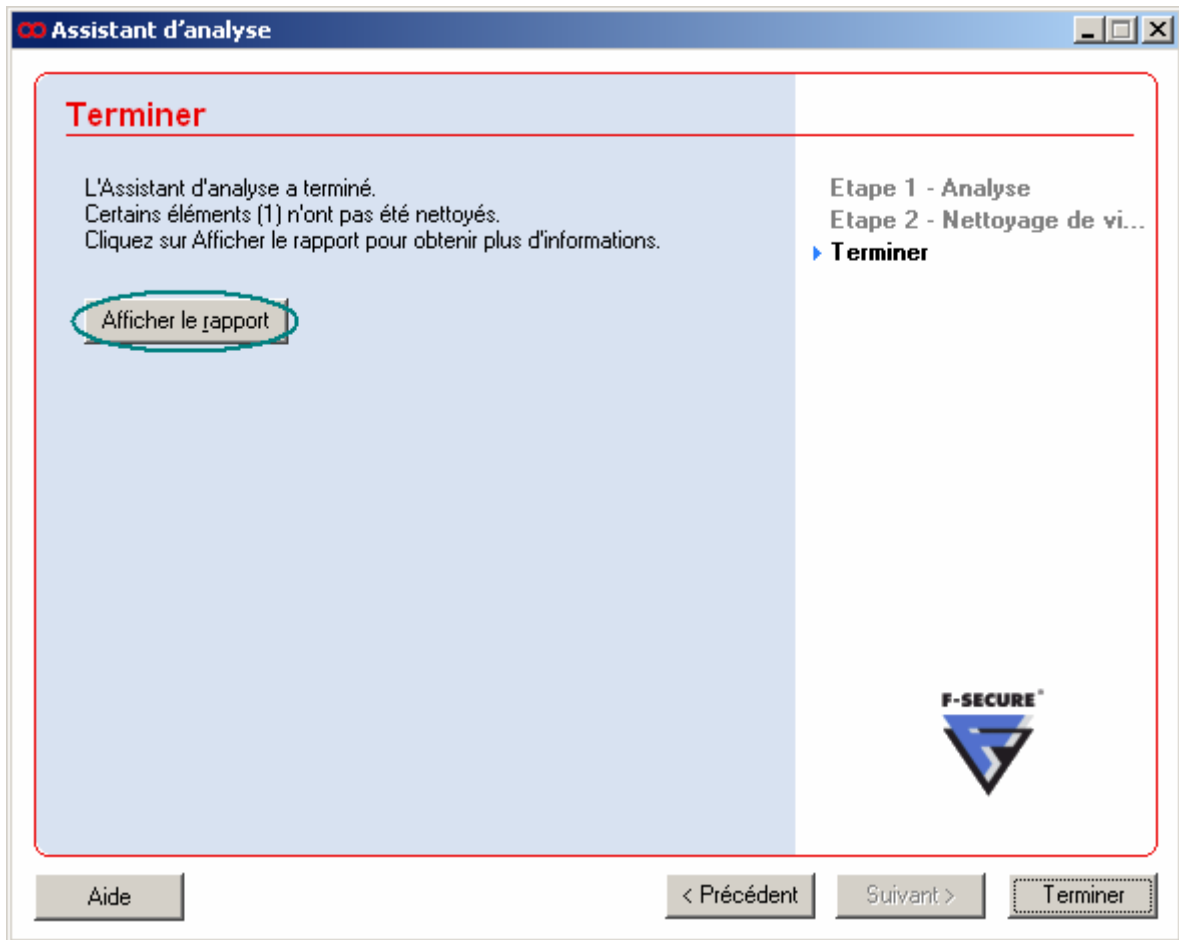 Assistant d'analyse
Terminer
L'Assistant d'analyse a terminé.
Certains éléments (1) n'ont pas été nettoyés.
Cliquez sur Afficher le rapport pour obtenir plus d'informations.
Afficher le rapport
Etape 1 - Analyse
Etape 2 - Nettoyage de vi...
Terminer
F-SECURE®
Aide
< Précédent
Suivant >
Terminer